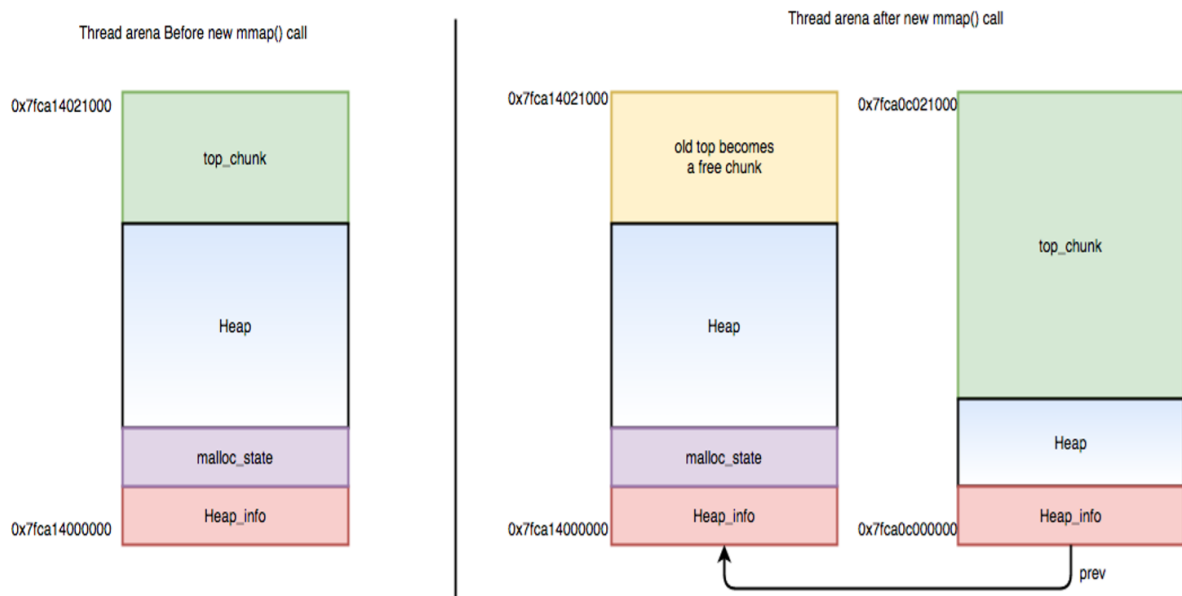 Thread arena Before new mmap() call
0x7fca14021000
top_chunk
Heap
malloc_state
Heap_info
0x7fca14000000
Thread arena after new mmap() call
0x7fca14021000
old top becomes
a free chunk
Heap
malloc_state
Heap_info
0x7fca14000000
0x7fca0c021000
top_chunk
Heap
Heap_info
0x7fca0c000000
prev